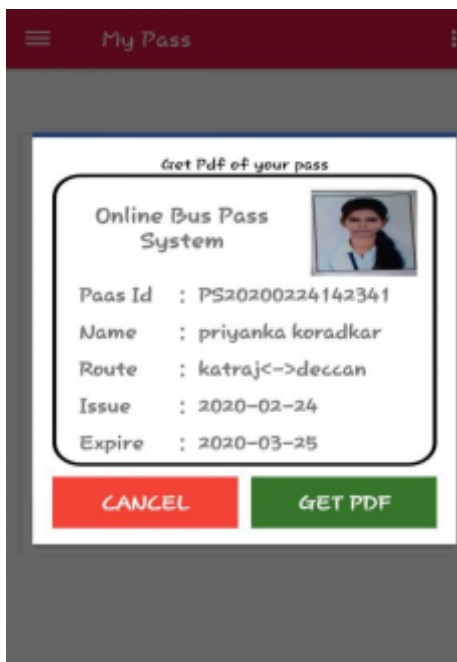 My Pass
Get Pdf of your pass
Online Bus Pass
System
Paas Id : PS20200224142341
Name : priyanka koradkar
Route : katraj<->deccan
Issue : 2020-02-24
Expire : 2020-03-25
CANCEL GET PDF